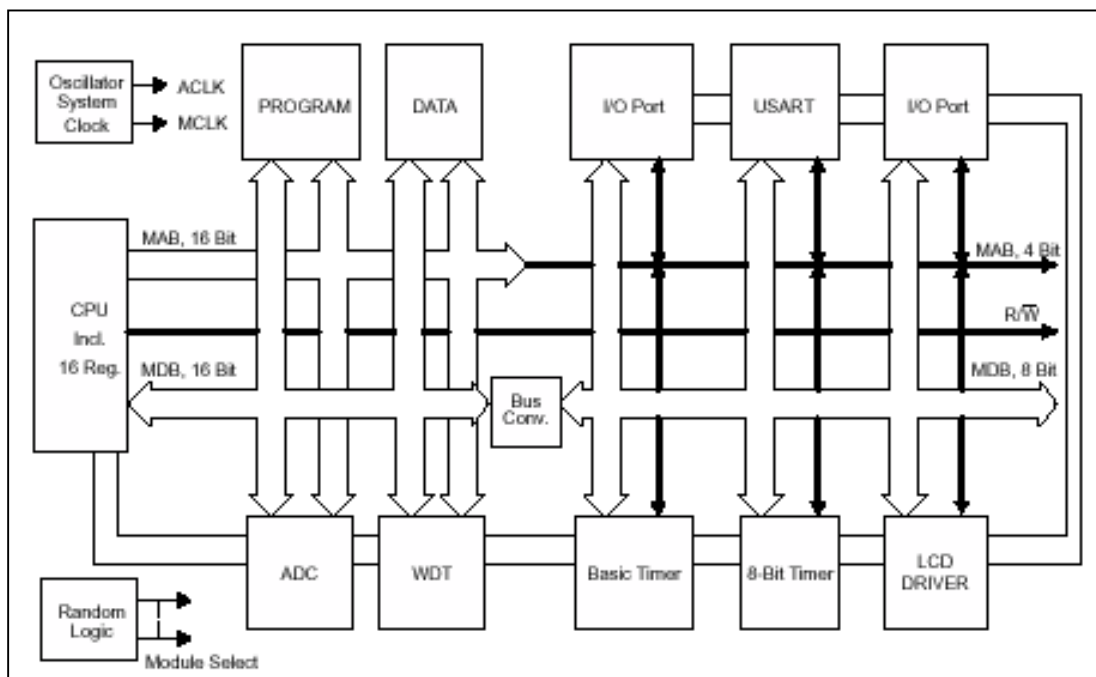 Oscillator
System
Clock
ACLK
MCLK
PROGRAM
DATA
I/O Port
USART
I/O Port
MAB, 16 Bit
MAB, 4 Bit
CPU
Incl.
16 Reg.
R/W̅
MDB, 16 Bit
MDB, 8 Bit
Bus
Conv.
ADC
WDT
Basic Timer
8-Bit Timer
LCD
DRIVER
Random
Logic
Module Select